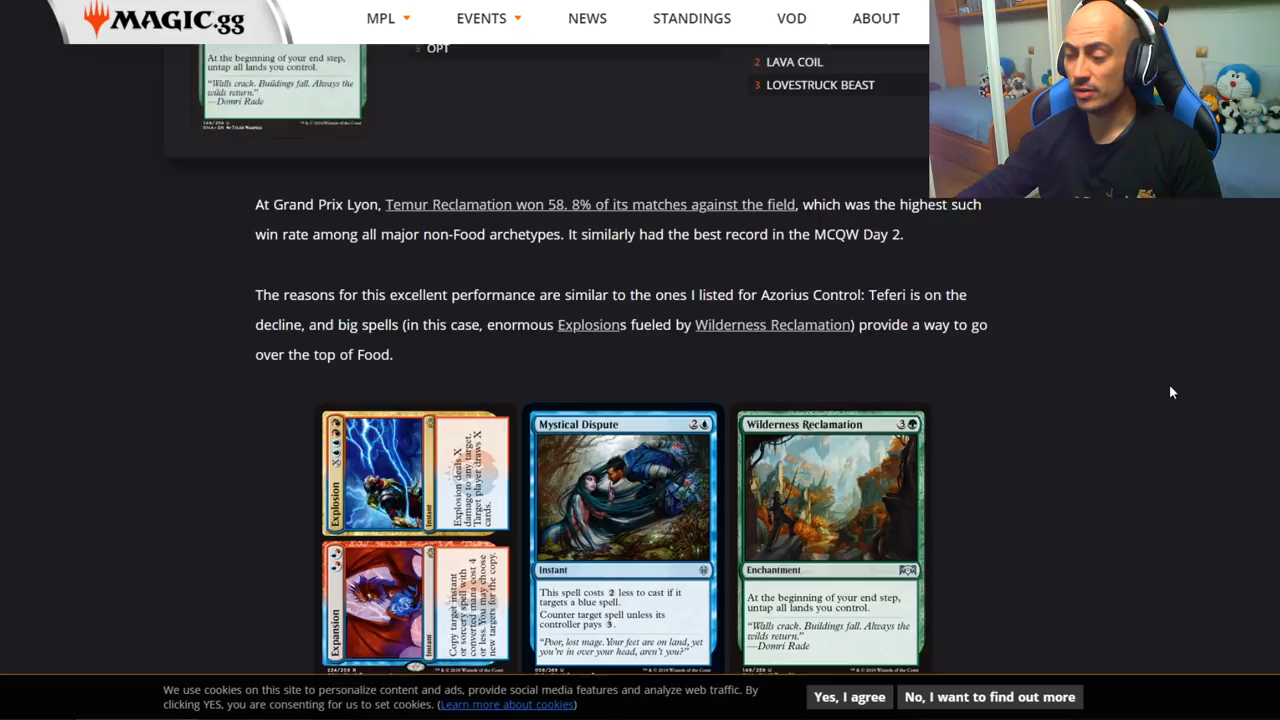 MAGIC.gg
MPL EVENTS NEWS STANDINGS VOD ABOUT
At the beginning of your end step,
untap all lands you control.
"Walls crack. Buildings fall. Always the
wilds return."
—Domri Rade
OPT
2 LAVA COIL
3 LOVESTRUCK BEAST
At Grand Prix Lyon, Temur Reclamation won 58. 8% of its matches against the field, which was the highest such
win rate among all major non-Food archetypes. It similarly had the best record in the MCQW Day 2.
The reasons for this excellent performance are similar to the ones I listed for Azorius Control: Teferi is on the
decline, and big spells (in this case, enormous Explosions fueled by Wilderness Reclamation) provide a way to go
over the top of Food.
Explosion
Instant
Explosion deals X
damage to any target.
Target player draws X
cards.
Expansion
Instant
Copy target instant
or sorcery spell with
converted mana cost 4
or less. You may choose
new targets for the copy.
Mystical Dispute 2
Instant
This spell costs 2 less to cast if it
targets a blue spell.
Counter target spell unless its
controller pays 3.
"Poor, lost mage. Your feet are on land, yet
you're in over your head, aren't you?"
Wilderness Reclamation 3
Enchantment
At the beginning of your end step,
untap all lands you control.
"Walls crack. Buildings fall. Always the
wilds return."
—Domri Rade
We use cookies on this site to personalize content and ads, provide social media features and analyze web traffic. By
clicking YES, you are consenting for us to set cookies. (Learn more about cookies)
Yes, I agree
No, I want to find out more